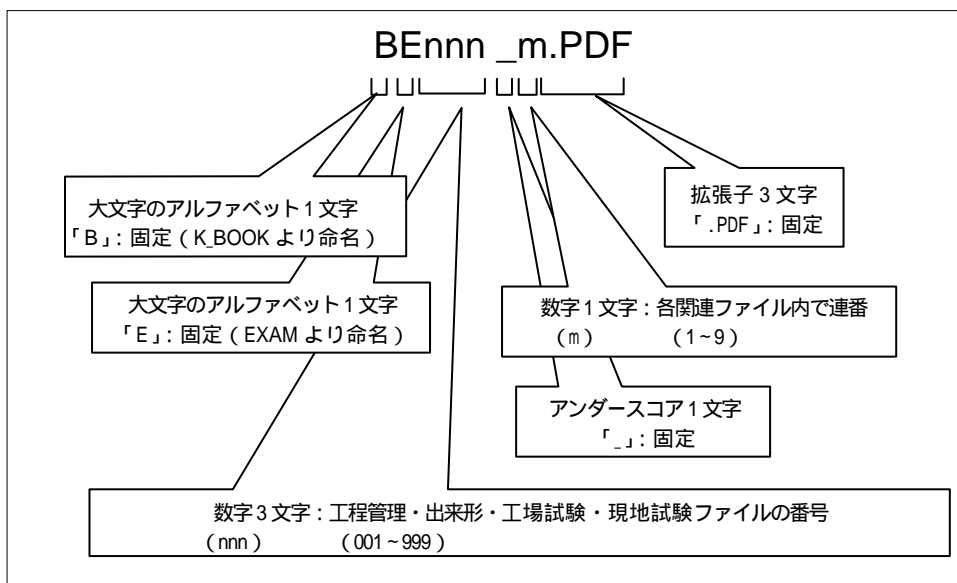 BEnnn _m.PDF
大文字のアルファベット1文字
「B」：固定（K_BOOK より命名）
拡張子 3 文字
「.PDF」：固定
大文字のアルファベット1文字
「E」：固定（EXAM より命名）
数字1文字：各関連ファイル内で連番
(m) (1~9)
アンダースコア1文字
「_」：固定
数字3文字：工程管理・出来形・工場試験・現地試験ファイルの番号
(nnn) (001~999)